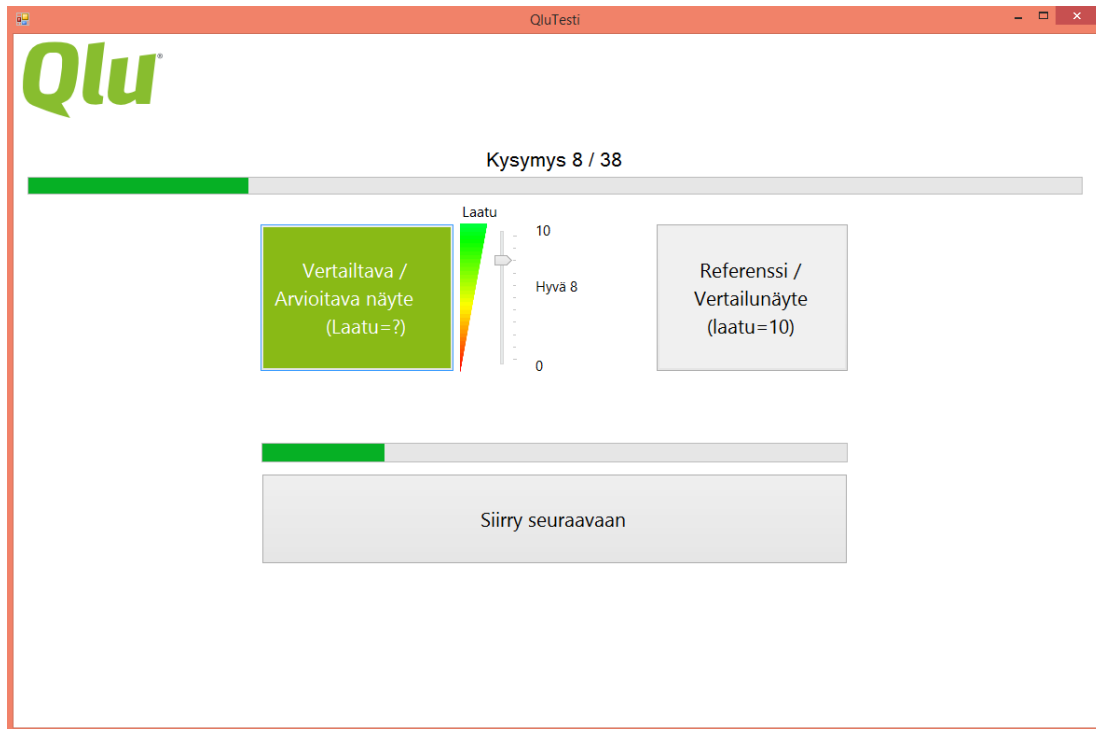 QluTesti
Qlu®
Kysymys 8 / 38
Laatu
10
Hyvä 8
0
Vertailtava /
Arvioitava näyte
(Laatu=?)
Referenssi /
Vertailunäyte
(laatu=10)
Siirry seuraavaan